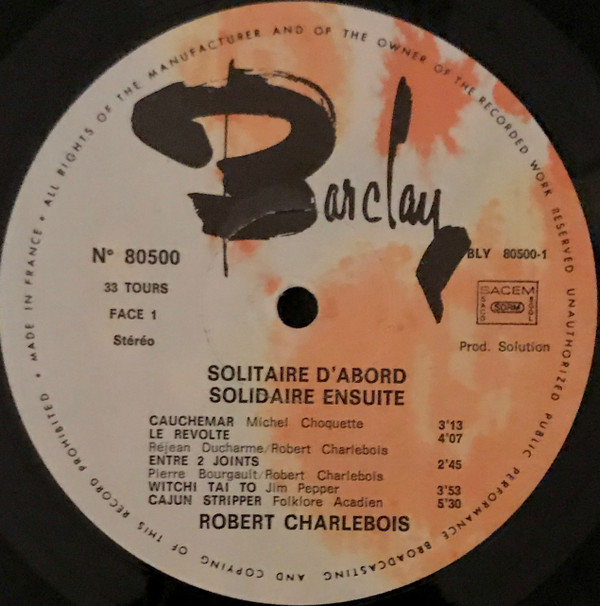 • MADE IN FRANCE • ALL RIGHTS OF THE MANUFACTURER AND OF THE OWNER OF THE RECORDED WORK RESERVED UNAUTHORIZED PUBLIC PERFORMANCE BROADCASTING AND COPYING OF THIS RECORD PROHIBITED
Barclay
N° 80500
BLY 80500-1
33 TOURS
SACEM
SDRM
FACE 1
Stéréo
Prod. Solution
SOLITAIRE D'ABORD
SOLIDAIRE ENSUITE
CAUCHEMAR Michel Choquette 3'13
LE REVOLTE 4'07
Réjean Ducharme/Robert Charlebois
ENTRE 2 JOINTS 2'45
Pierre Bourgault/Robert Charlebois
WITCHI TAI TO Jim Pepper 3'53
CAJUN STRIPPER Folklore Acadien 5'30
ROBERT CHARLEBOIS